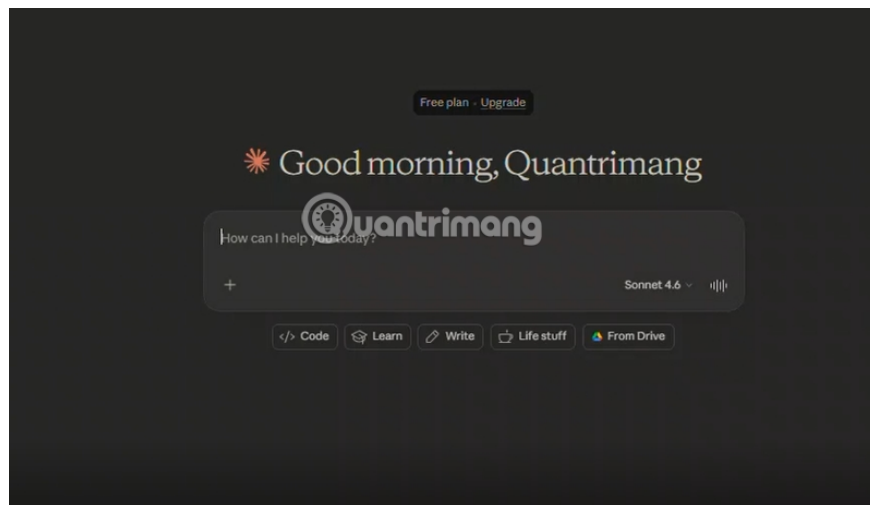 Free plan · Upgrade
Good morning, Quantrimang
Quantrimang
How can I help you today?
Sonnet 4.6
</> Code
Learn
Write
Life stuff
From Drive